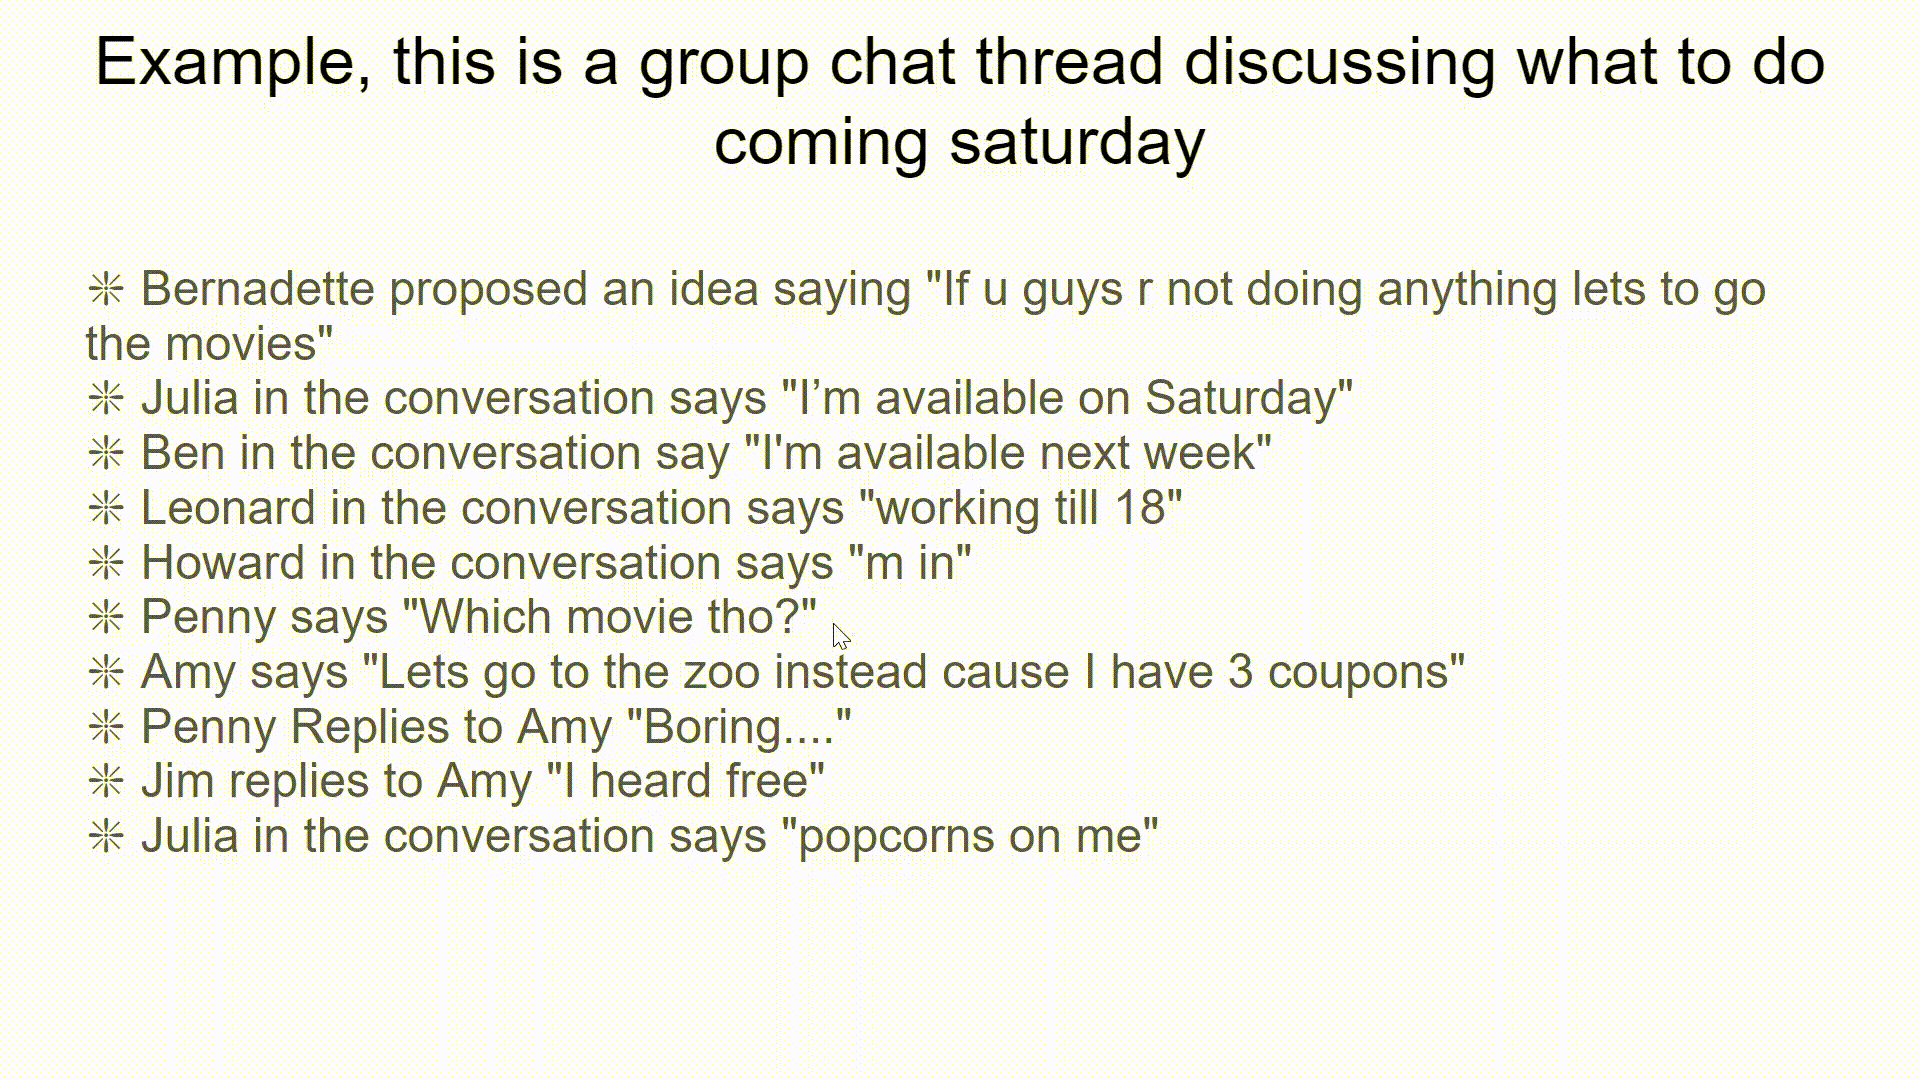 Example, this is a group chat thread discussing what to do
coming saturday
❊ Bernadette proposed an idea saying "If u guys r not doing anything lets to go
the movies"
❊ Julia in the conversation says "I’m available on Saturday"
❊ Ben in the conversation say "I'm available next week"
❊ Leonard in the conversation says "working till 18"
❊ Howard in the conversation says "m in"
❊ Penny says "Which movie tho?"
❊ Amy says "Lets go to the zoo instead cause I have 3 coupons"
❊ Penny Replies to Amy "Boring...."
❊ Jim replies to Amy "I heard free"
❊ Julia in the conversation says "popcorns on me"